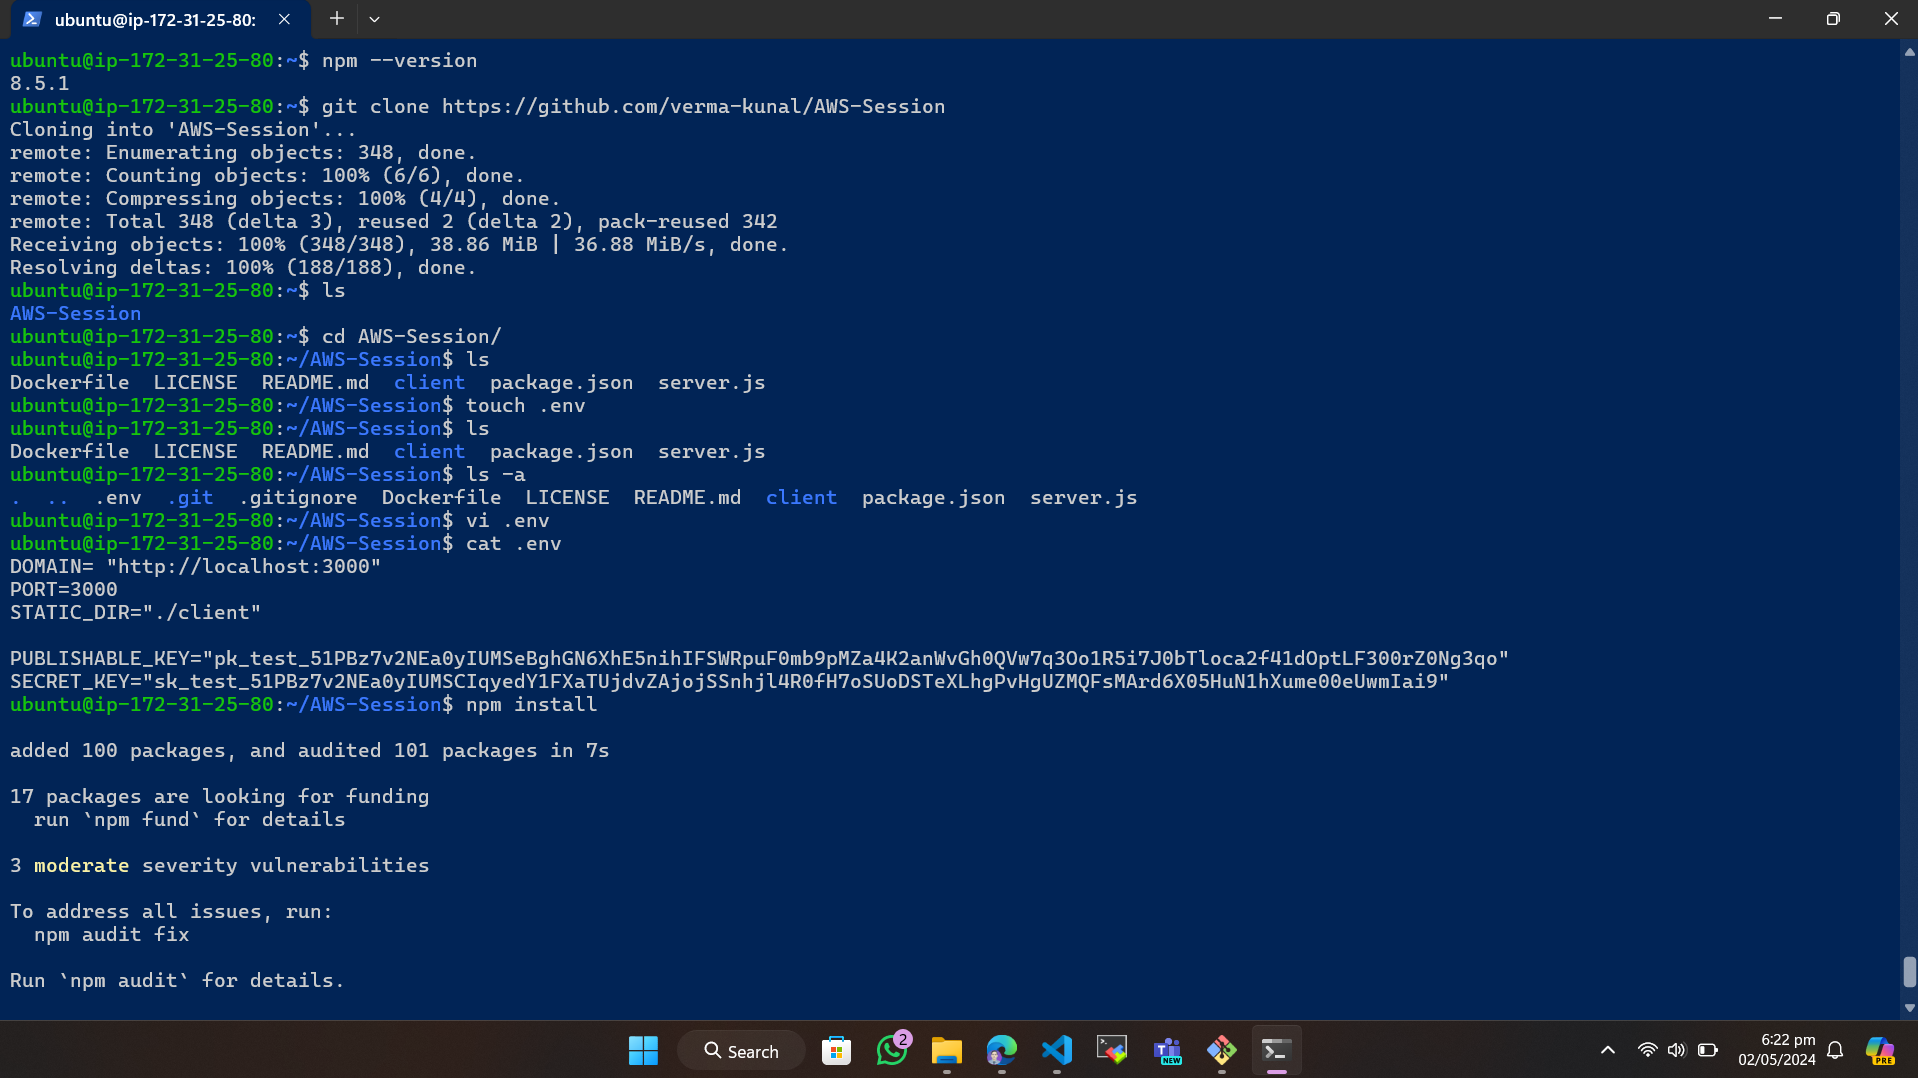 ubuntu@ip-172-31-25-80:
ubuntu@ip-172-31-25-80:~$ npm --version
8.5.1
ubuntu@ip-172-31-25-80:~$ git clone https://github.com/verma-kunal/AWS-Session
Cloning into 'AWS-Session'...
remote: Enumerating objects: 348, done.
remote: Counting objects: 100% (6/6), done.
remote: Compressing objects: 100% (4/4), done.
remote: Total 348 (delta 3), reused 2 (delta 2), pack-reused 342
Receiving objects: 100% (348/348), 38.86 MiB | 36.88 MiB/s, done.
Resolving deltas: 100% (188/188), done.
ubuntu@ip-172-31-25-80:~$ ls
AWS-Session
ubuntu@ip-172-31-25-80:~$ cd AWS-Session/
ubuntu@ip-172-31-25-80:~/AWS-Session$ ls
Dockerfile  LICENSE  README.md  client  package.json  server.js
ubuntu@ip-172-31-25-80:~/AWS-Session$ touch .env
ubuntu@ip-172-31-25-80:~/AWS-Session$ ls
Dockerfile  LICENSE  README.md  client  package.json  server.js
ubuntu@ip-172-31-25-80:~/AWS-Session$ ls -a
.  ..  .env  .git  .gitignore  Dockerfile  LICENSE  README.md  client  package.json  server.js
ubuntu@ip-172-31-25-80:~/AWS-Session$ vi .env
ubuntu@ip-172-31-25-80:~/AWS-Session$ cat .env
DOMAIN= "http://localhost:3000"
PORT=3000
STATIC_DIR="./client"
PUBLISHABLE_KEY="pk_test_51PBz7v2NEa0yIUMSeBghGN6XhE5nihIFSWRpuF0mb9pMZa4K2anWvGh0QVw7q3Oo1R5i7J0bTloca2f41dOptLF300rZ0Ng3qo"
SECRET_KEY="sk_test_51PBz7v2NEa0yIUMSCIqyedY1FXaTUjdvZAjojSSnhjl4R0fH7oSUoDSTeXLhgPvHgUZMQFsMArd6X05HuN1hXume00eUwmIai9"
ubuntu@ip-172-31-25-80:~/AWS-Session$ npm install
added 100 packages, and audited 101 packages in 7s
17 packages are looking for funding
  run `npm fund` for details
3 moderate severity vulnerabilities
To address all issues, run:
  npm audit fix
Run `npm audit` for details.
Search
2
NEW
6:22 pm
02/05/2024
PRE